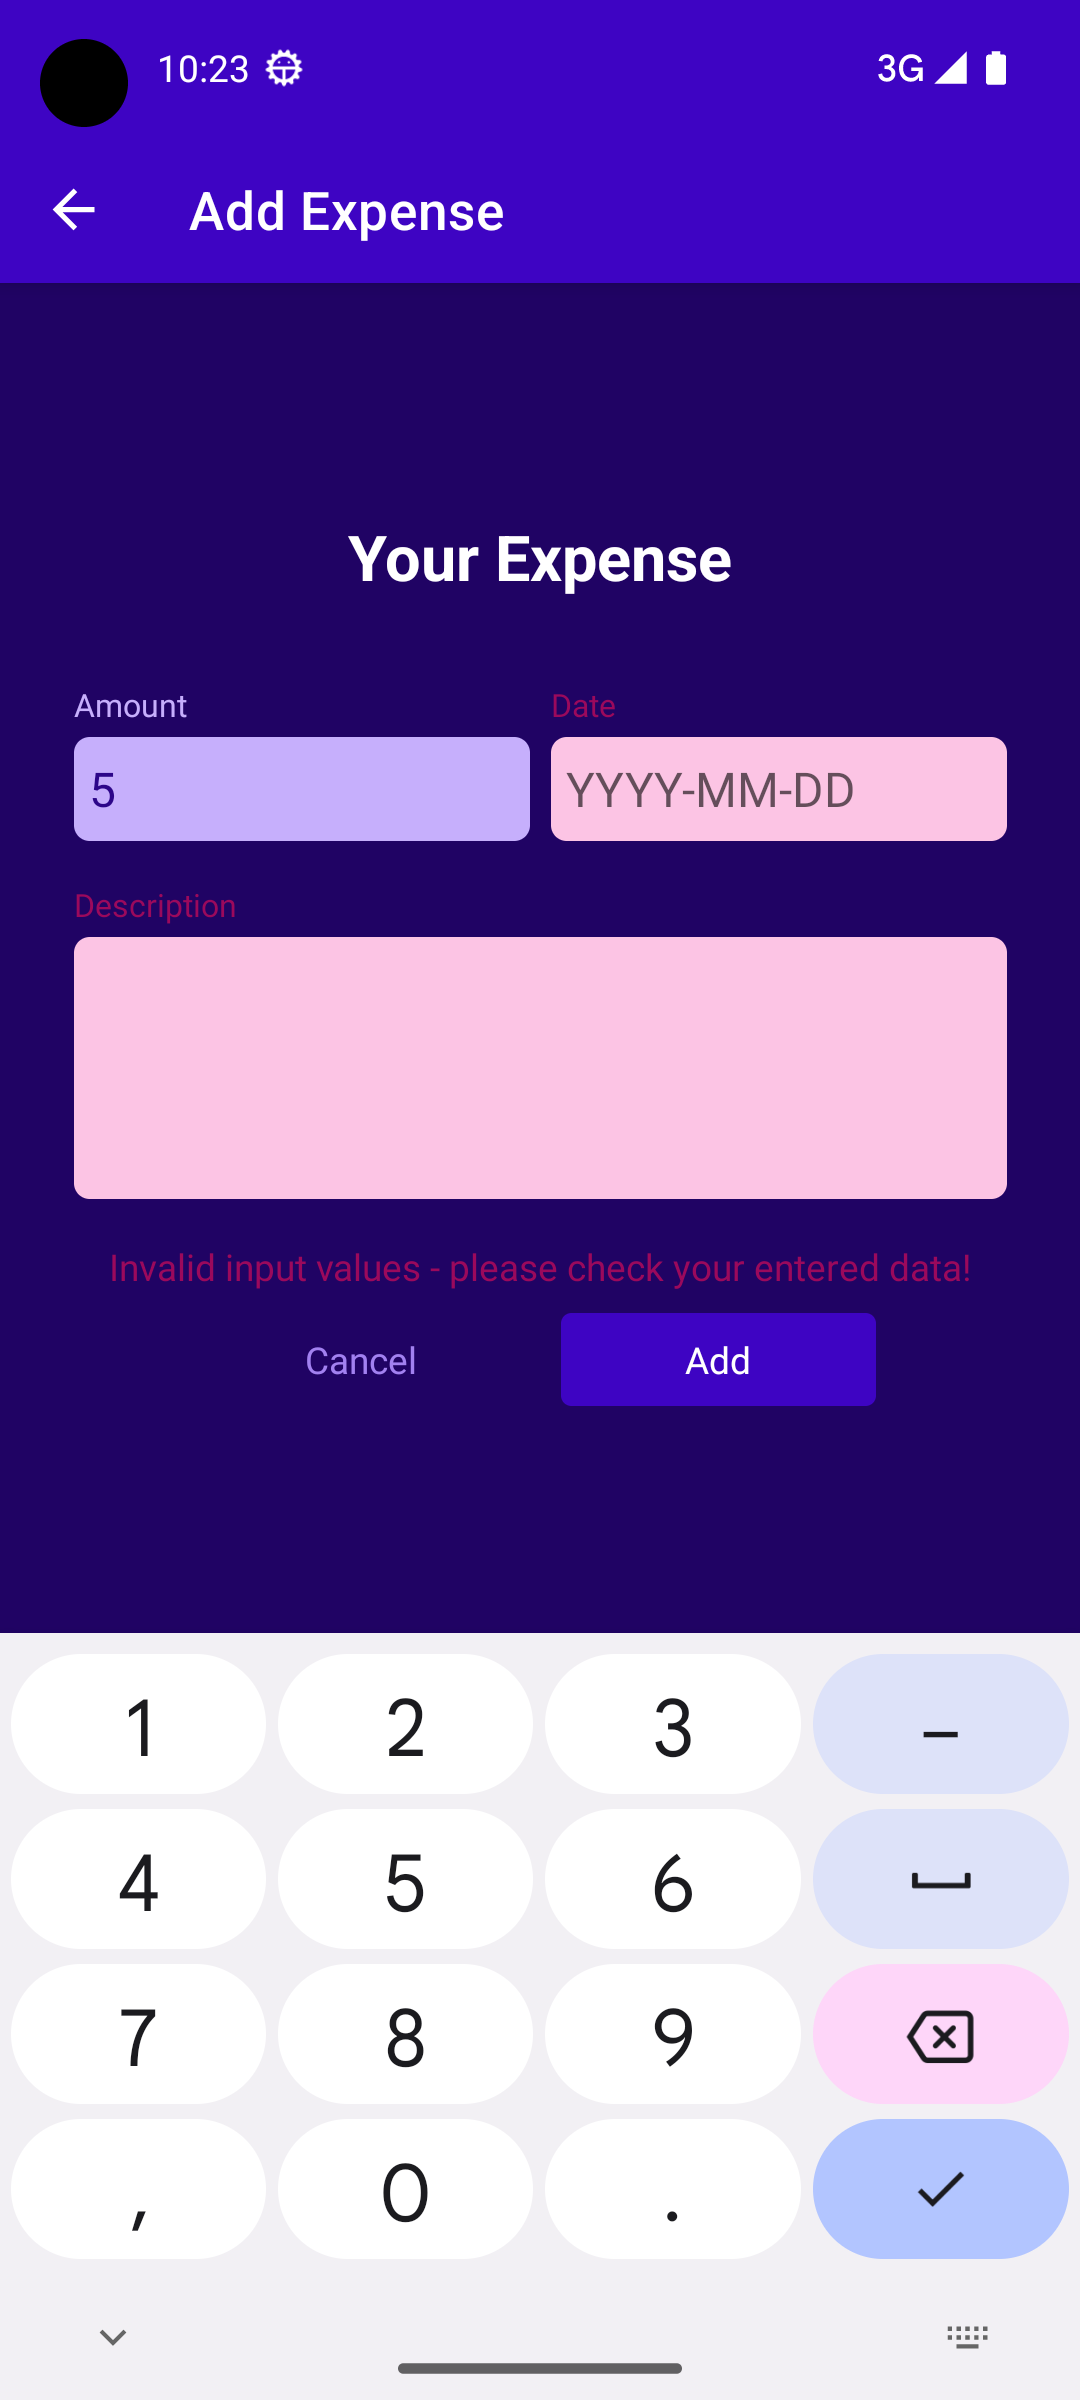 10:23 3G
Add Expense
Your Expense
Amount Date
5 YYYY-MM-DD
Description
Invalid input values - please check your entered data!
Cancel Add
1 2 3 –
4 5 6
7 8 9
, 0 .